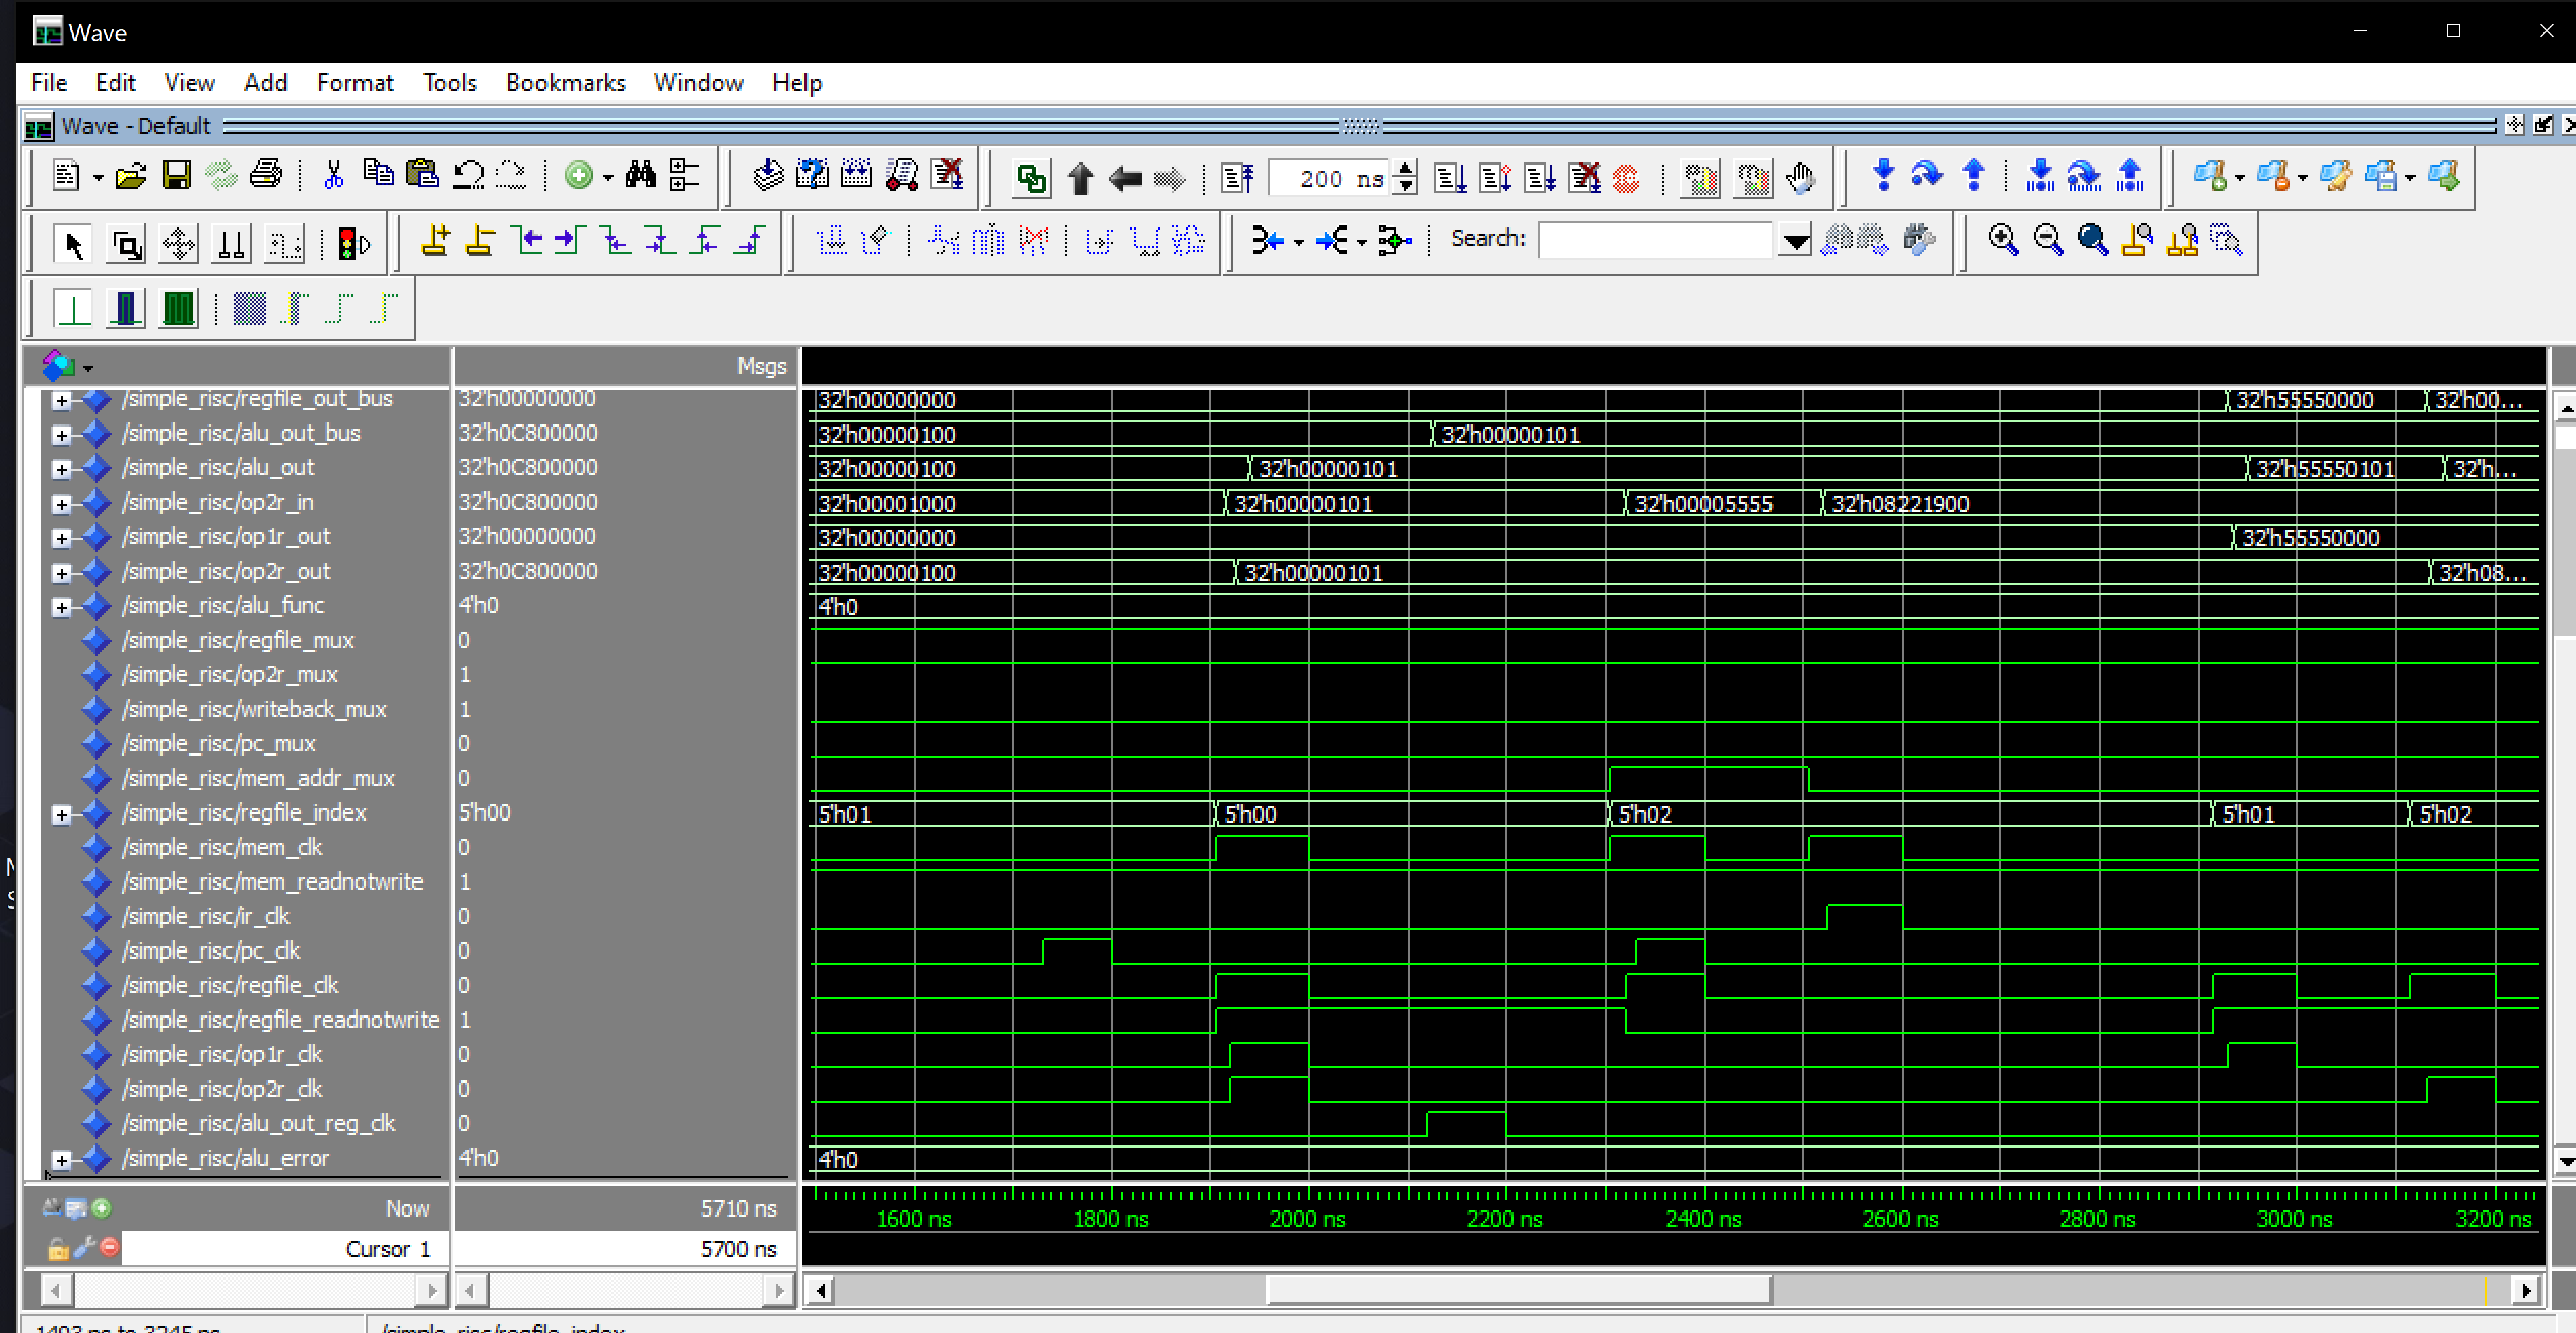 Wave
File Edit View Add Format Tools Bookmarks Window Help
Wave - Default
200 ns
Search:
Msgs
/simple_risc/regfile_out_bus 32'h00000000 32'h00000000 32'h55550000 32'h00...
/simple_risc/alu_out_bus 32'h0C800000 32'h00000100 32'h00000101
/simple_risc/alu_out 32'h0C800000 32'h00000100 32'h00000101 32'h55550101 32'h...
/simple_risc/op2r_in 32'h0C800000 32'h00001000 32'h00000101 32'h00005555 32'h08221900
/simple_risc/op1r_out 32'h00000000 32'h00000000 32'h55550000
/simple_risc/op2r_out 32'h0C800000 32'h00000100 32'h00000101 32'h08...
/simple_risc/alu_func 4'h0 4'h0
/simple_risc/regfile_mux 0
/simple_risc/op2r_mux 1
/simple_risc/writeback_mux 1
/simple_risc/pc_mux 0
/simple_risc/mem_addr_mux 0
/simple_risc/regfile_index 5'h00 5'h01 5'h00 5'h02 5'h01 5'h02
/simple_risc/mem_clk 0
/simple_risc/mem_readnotwrite 1
/simple_risc/ir_clk 0
/simple_risc/pc_clk 0
/simple_risc/regfile_clk 0
/simple_risc/regfile_readnotwrite 1
/simple_risc/op1r_clk 0
/simple_risc/op2r_clk 0
/simple_risc/alu_out_reg_clk 0
/simple_risc/alu_error 4'h0 4'h0
Now 5710 ns 1600 ns 1800 ns 2000 ns 2200 ns 2400 ns 2600 ns 2800 ns 3000 ns 3200 ns
Cursor 1 5700 ns
1493 ns to 3245 ns /simple_risc/regfile_index